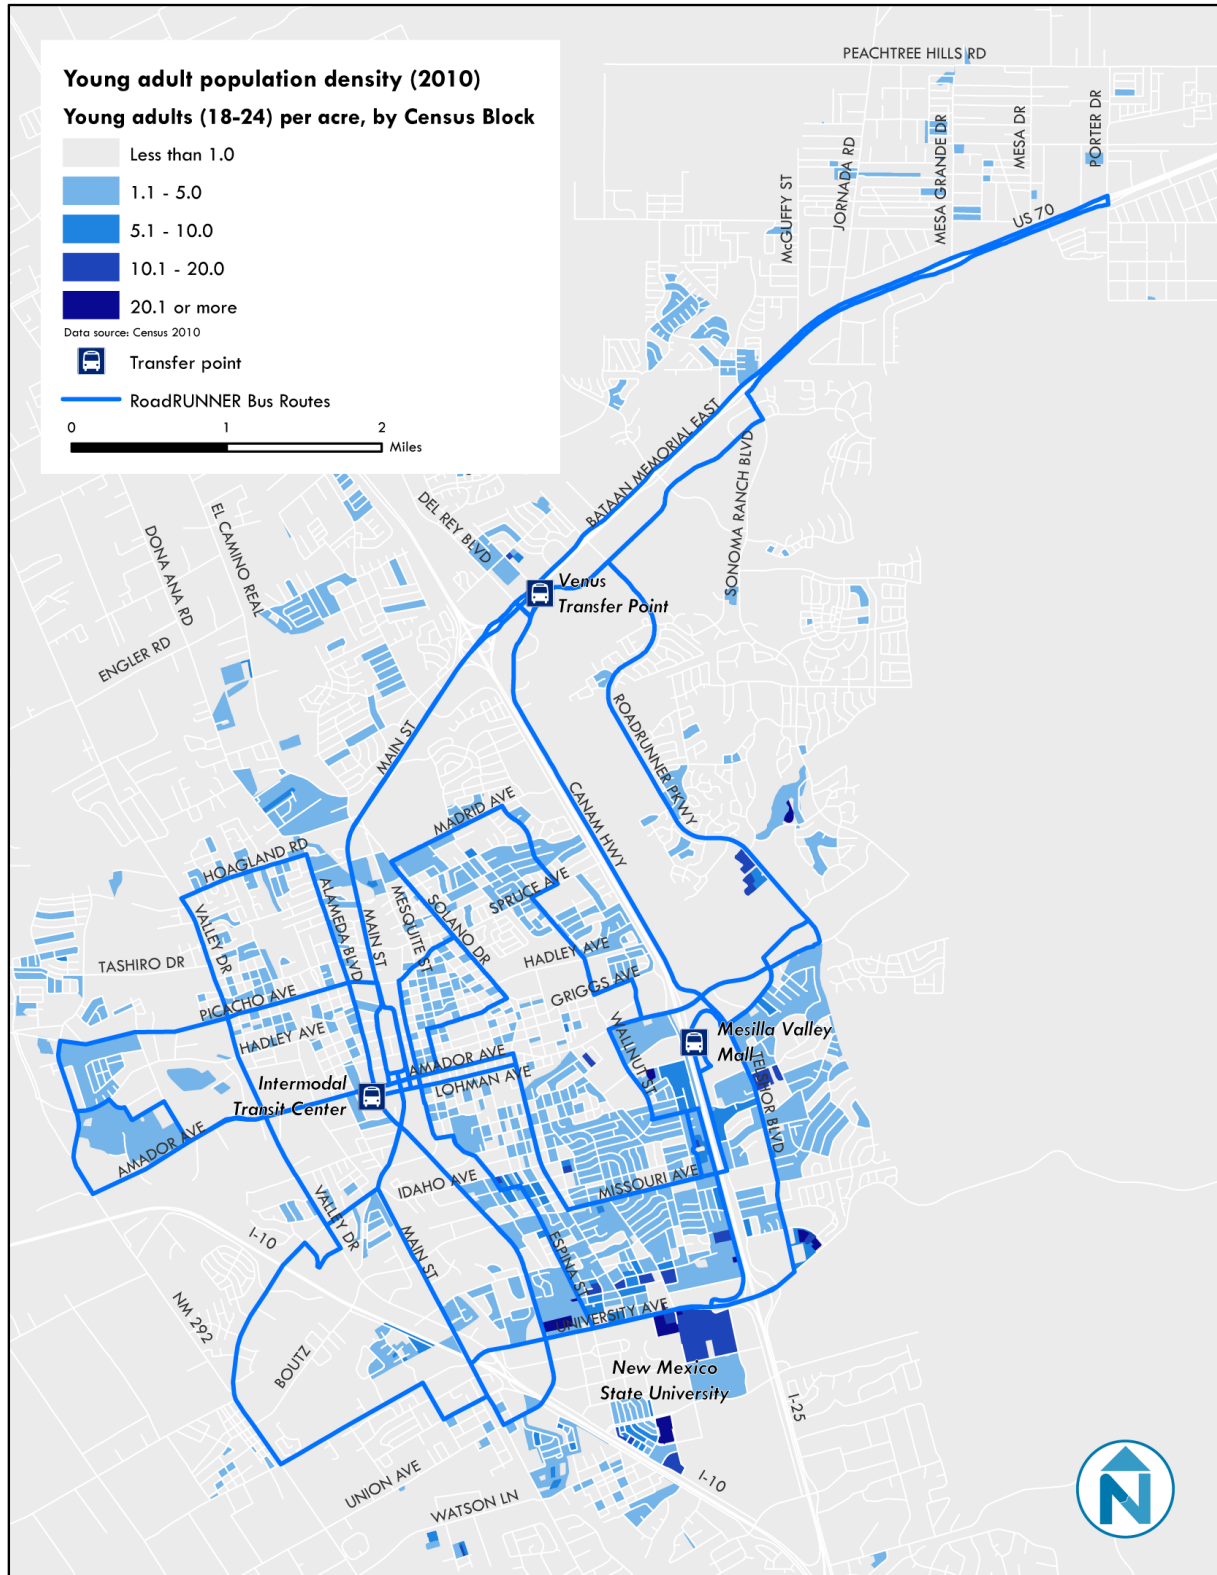 Young adult population density (2010)
Young adults (18-24) per acre, by Census Block
Less than 1.0
1.1 - 5.0
5.1 - 10.0
10.1 - 20.0
20.1 or more
Data source: Census 2010
Transfer point
RoadRUNNER Bus Routes
0 1 2
Miles
PEACHTREE HILLS RD
PORTER DR
MESA DR
MESA GRANDE DR
JORNADA RD
McGUFFY ST
US 70
BATAAN MEMORIAL EAST
SONOMA RANCH BLVD
DEL REY BLVD
EL CAMINO REAL
DONA ANA RD
ENGLER RD
Venus
Transfer Point
ROADRUNNER PKWY
MAIN ST
CANAM HWY
MADRID AVE
HOAGLAND RD
SPRUCE AVE
ALAMEDA BLVD
MAIN ST
MESQUITE ST
SOLANO DR
VALLEY DR
HADLEY AVE
TASHIRO DR
GRIGGS AVE
PICACHO AVE
HADLEY AVE
WALLNUT ST
Mesilla Valley
Mall
AMADOR AVE
LOHMAN AVE
TELSHOR BLVD
Intermodal
Transit Center
AMADOR AVE
IDAHO AVE
MISSOURI AVE
VALLEY DR
MAIN ST
ESPINA ST
I-10
NM 292
UNIVERSITY AVE
BOUTZ
New Mexico
State University
I-25
UNION AVE
I-10
WATSON LN
N